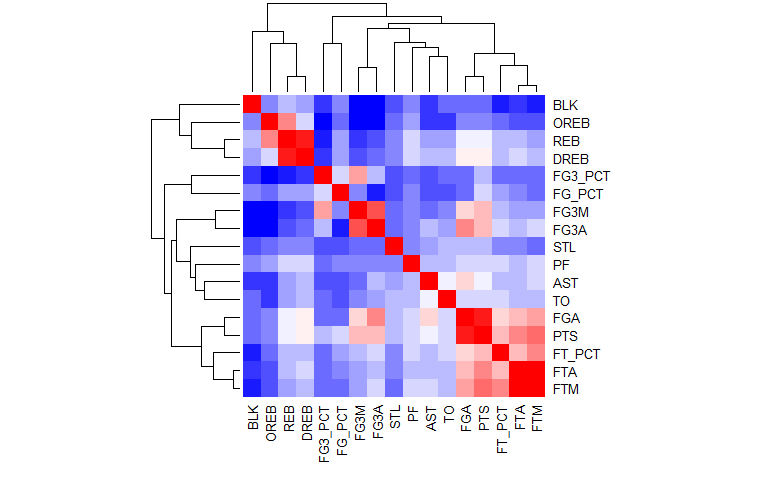 BLK
OREB
REB
DREB
FG3_PCT
FG_PCT
FG3M
FG3A
STL
PF
AST
TO
FGA
PTS
FT_PCT
FTA
FTM
BLK
OREB
REB
DREB
FG3_PCT
FG_PCT
FG3M
FG3A
STL
PF
AST
TO
FGA
PTS
FT_PCT
FTA
FTM